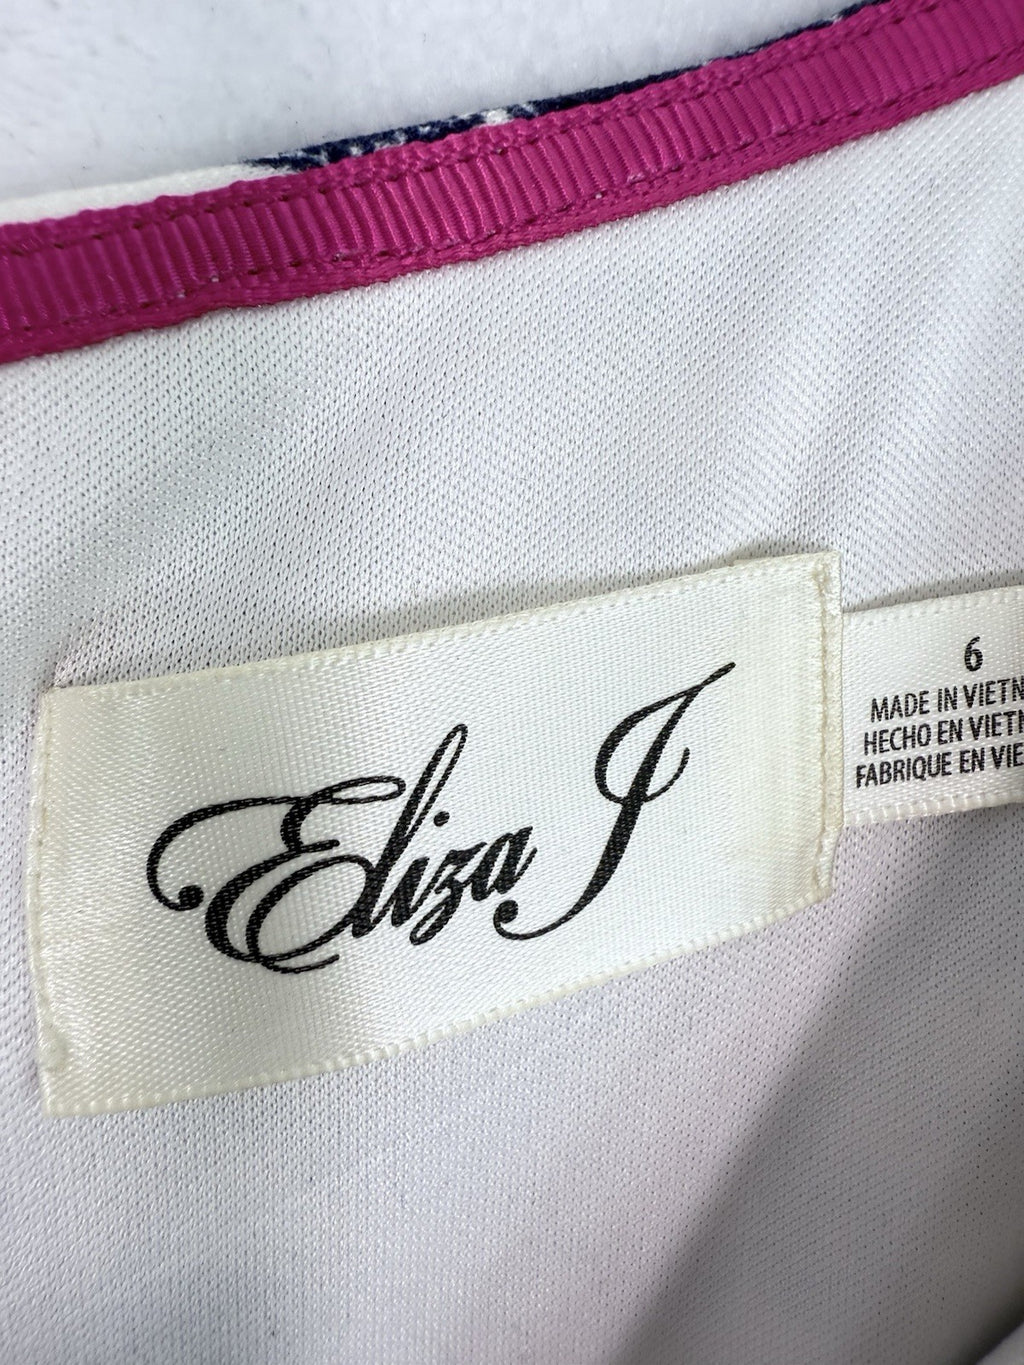 Eliza J
6
MADE IN VIETN
HECHO EN VIETN
FABRIQUE EN VIE